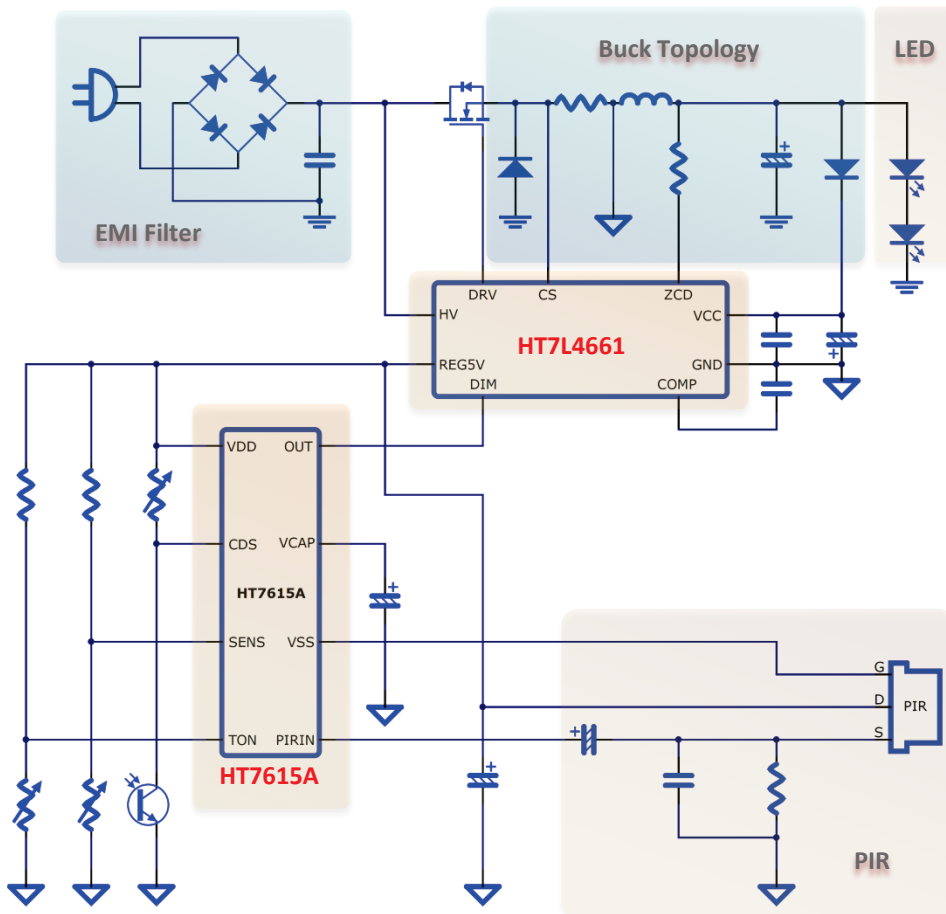 Buck Topology
LED
EMI Filter
DRV
CS
ZCD
HV
VCC
HT7L4661
REG5V
GND
DIM
COMP
VDD
OUT
CDS
VCAP
HT7615A
SENS
VSS
G
D
PIR
S
TON
PIRIN
HT7615A
PIR
+
+
+
+
+